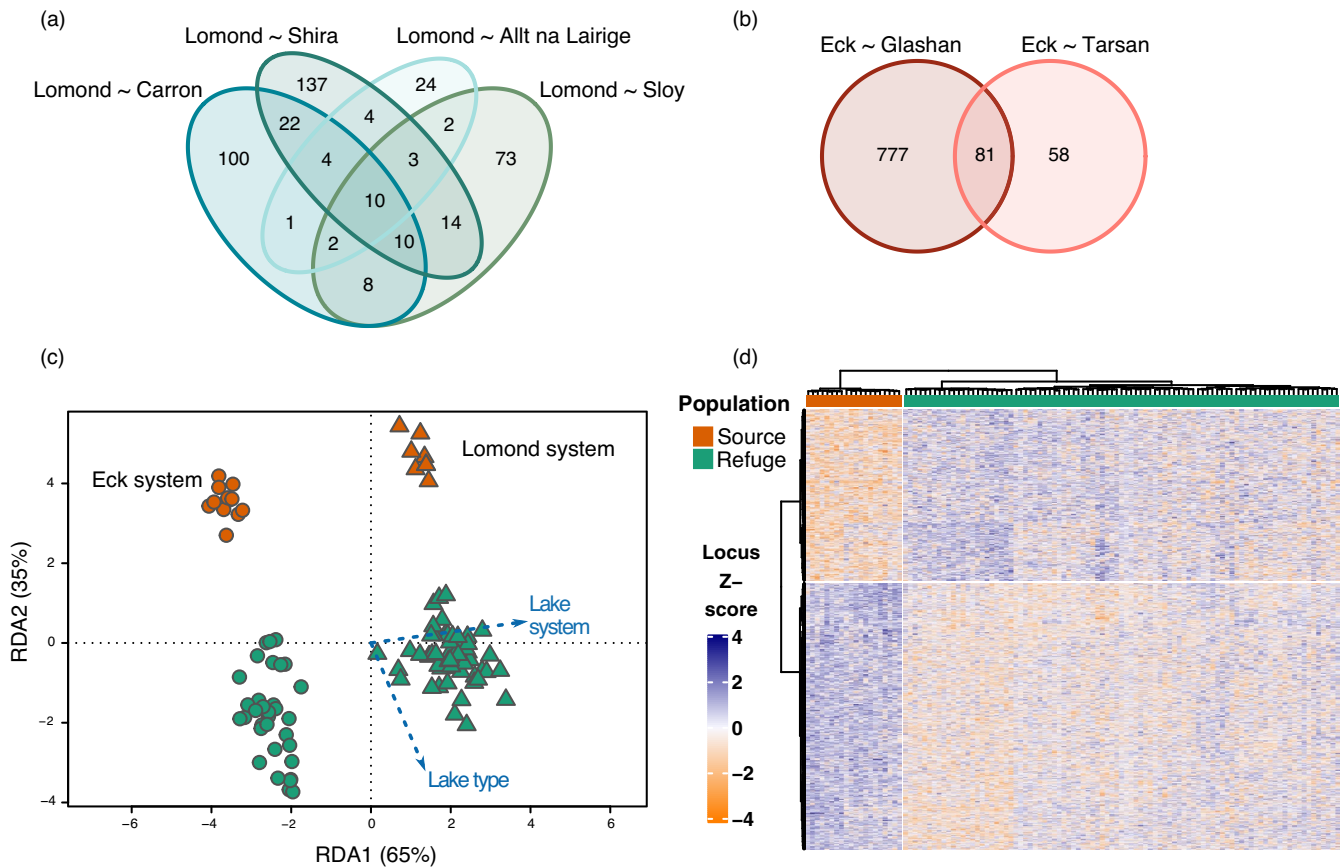 (a)
Lomond ~ Shira
Lomond ~ Allt na Lairige
Lomond ~ Carron
Lomond ~ Sloy
137
24
22
4
2
100
4
3
73
10
1
2
10
14
8
(b)
Eck ~ Glashan
Eck ~ Tarsan
777
81
58
(c)
Eck system
Lomond system
Lake
system
Lake type
RDA2 (35%)
4
2
0
−2
−4
−6
−4
−2
0
2
4
6
RDA1 (65%)
(d)
Population
Source
Refuge
Locus
Z−
score
4
2
0
−2
−4